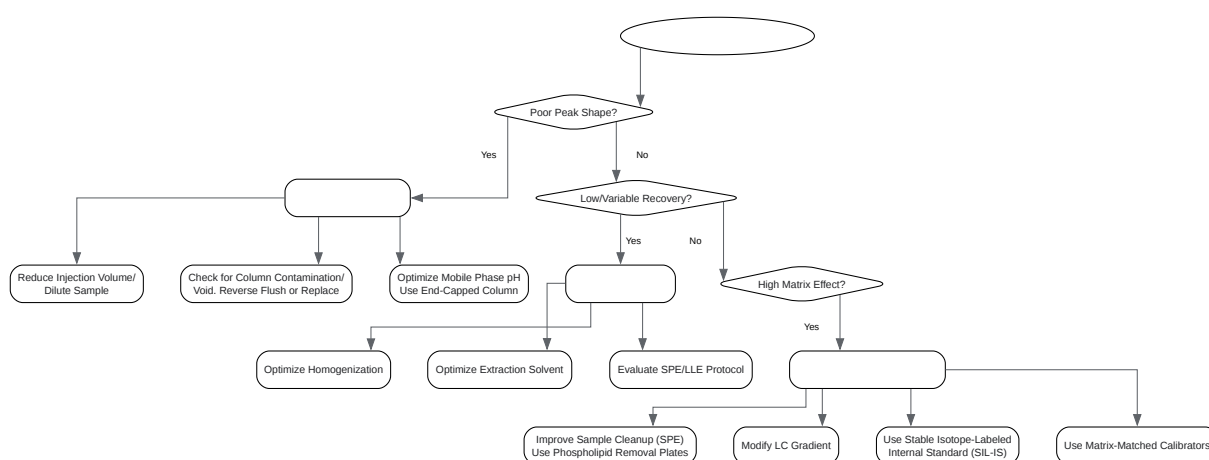 Poor Peak Shape?
Yes
No
Low/Variable Recovery?
Yes
No
Reduce Injection Volume/
Dilute Sample
Check for Column Contamination/
Void. Reverse Flush or Replace
Optimize Mobile Phase pH
Use End-Capped Column
High Matrix Effect?
Yes
Optimize Homogenization
Optimize Extraction Solvent
Evaluate SPE/LLE Protocol
Improve Sample Cleanup (SPE)
Use Phospholipid Removal Plates
Modify LC Gradient
Use Stable Isotope-Labeled
Internal Standard (SIL-IS)
Use Matrix-Matched Calibrators